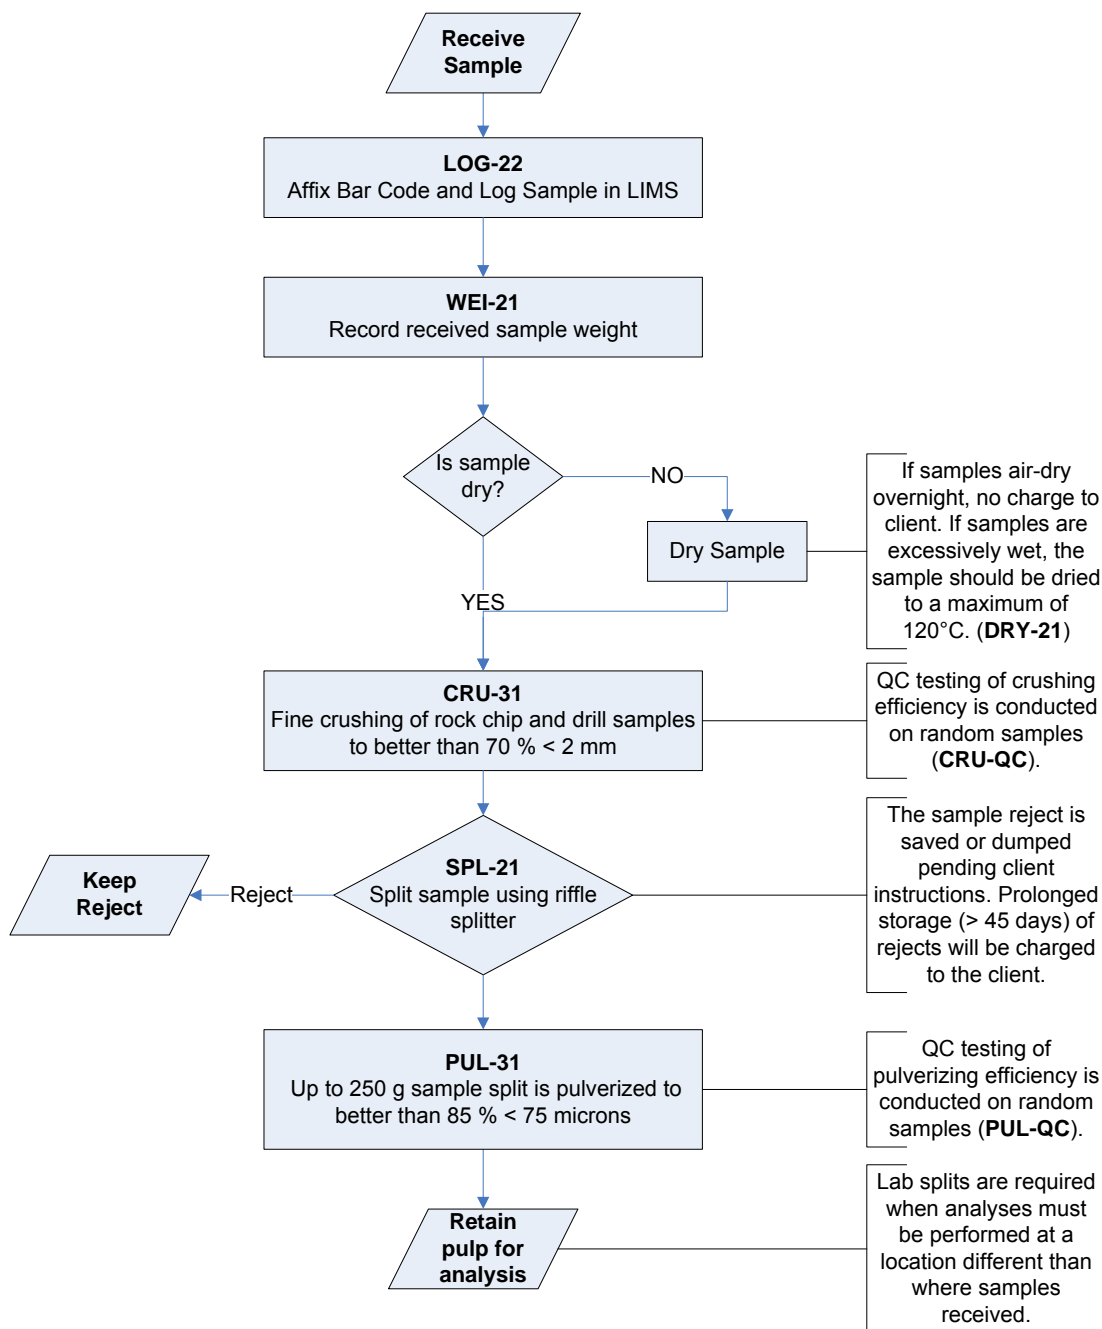 Receive
Sample
LOG-22
Affix Bar Code and Log Sample in LIMS
WEI-21
Record received sample weight
Is sample
dry?
NO
Dry Sample
If samples air-dry
overnight, no charge to
client. If samples are
excessively wet, the
sample should be dried
to a maximum of
120°C. (DRY-21)
YES
CRU-31
Fine crushing of rock chip and drill samples
to better than 70 % < 2 mm
QC testing of crushing
efficiency is conducted
on random samples
(CRU-QC).
Keep
Reject
Reject
SPL-21
Split sample using riffle
splitter
The sample reject is
saved or dumped
pending client
instructions. Prolonged
storage (> 45 days) of
rejects will be charged
to the client.
PUL-31
Up to 250 g sample split is pulverized to
better than 85 % < 75 microns
QC testing of
pulverizing efficiency is
conducted on random
samples (PUL-QC).
Retain
pulp for
analysis
Lab splits are required
when analyses must
be performed at a
location different than
where samples
received.